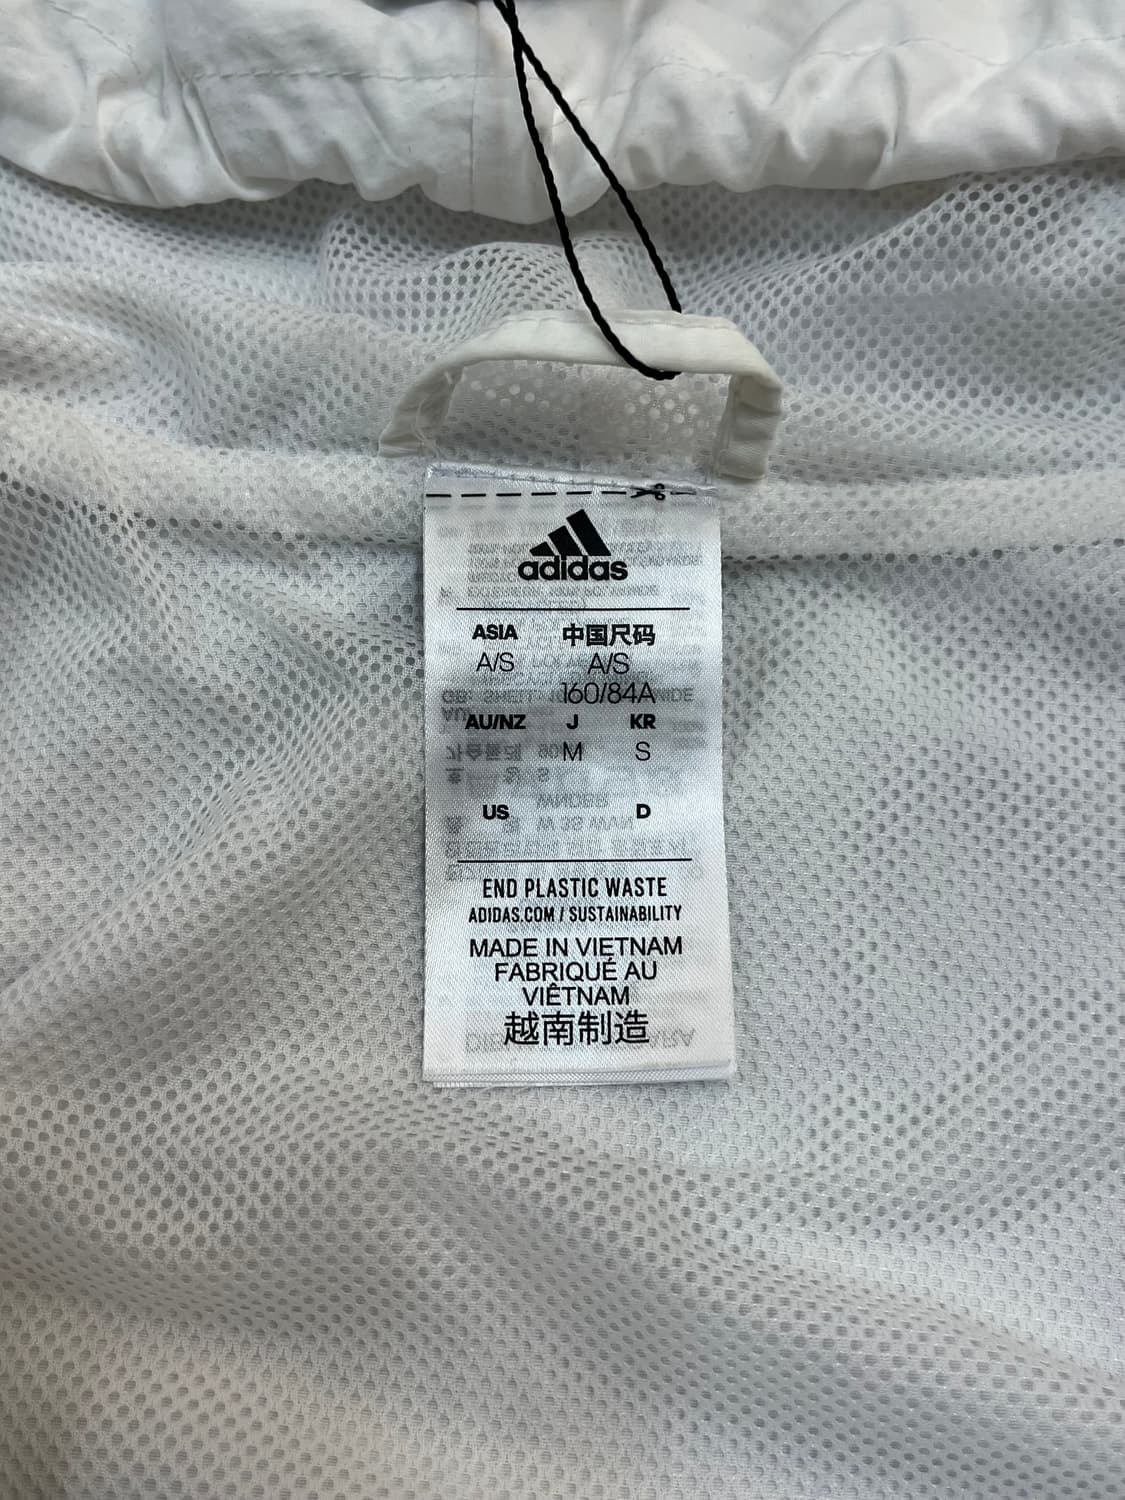 adidas
ASIA 中国尺码
A/S A/S
160/84A
AU/NZ J KR
M S
US D
END PLASTIC WASTE
ADIDAS.COM / SUSTAINABILITY
MADE IN VIETNAM
FABRIQUÉ AU
VIÊTNAM
越南制造